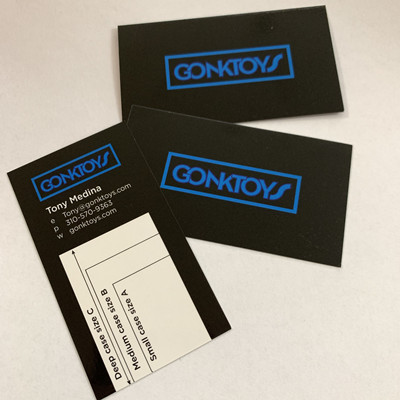 GONKTOYS
GONKTOYS
GONKTOYS
Tony Medina
e Tony@gonktoys.com
p 310-570-9363
w gonktoys.com
Deep case size C
Medium case size B
Small case size A